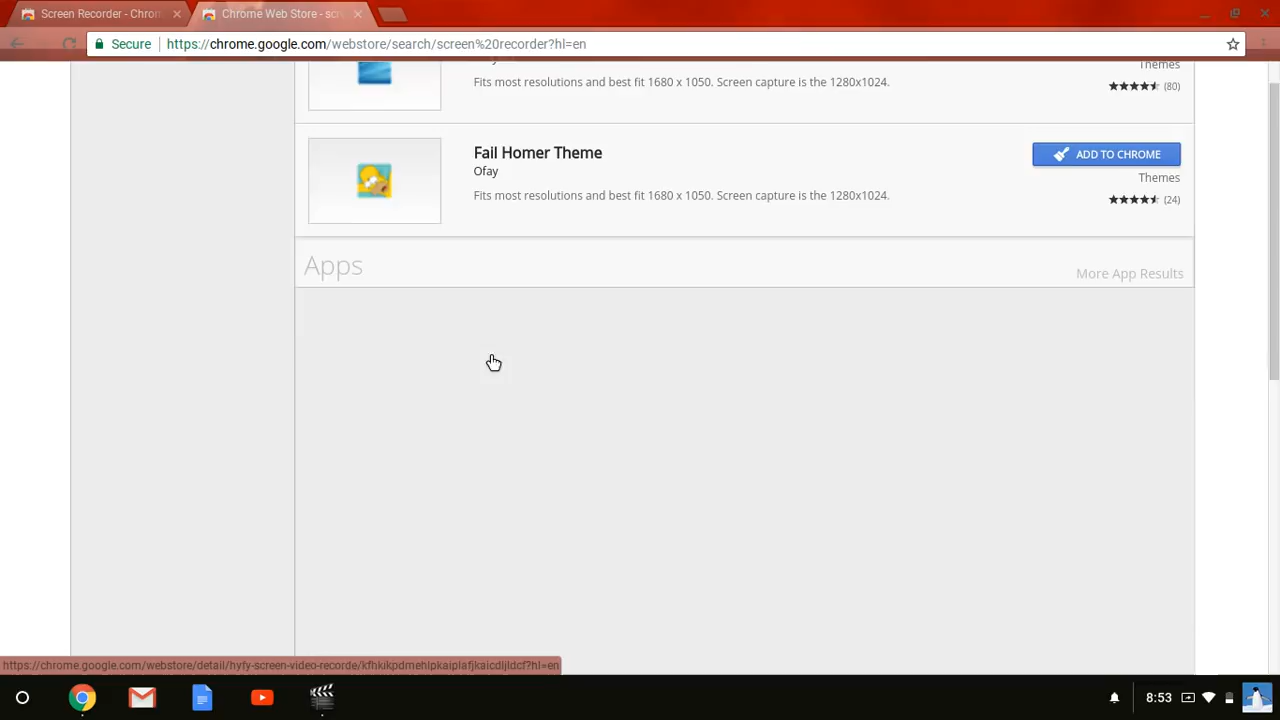 Screen Recorder - Chrom
Chrome Web Store - scr
Secure
https://chrome.google.com/webstore/search/screen%20recorder?hl=en
Themes
Fits most resolutions and best fit 1680 x 1050. Screen capture is the 1280x1024.
(80)
Fail Homer Theme
ADD TO CHROME
Ofay
Themes
Fits most resolutions and best fit 1680 x 1050. Screen capture is the 1280x1024.
(24)
Apps
More App Results
https://chrome.google.com/webstore/detail/hyfy-screen-video-recorde/kfhkikpdmehlpkaiplafjkaicdijldcf?hl=en
8:53